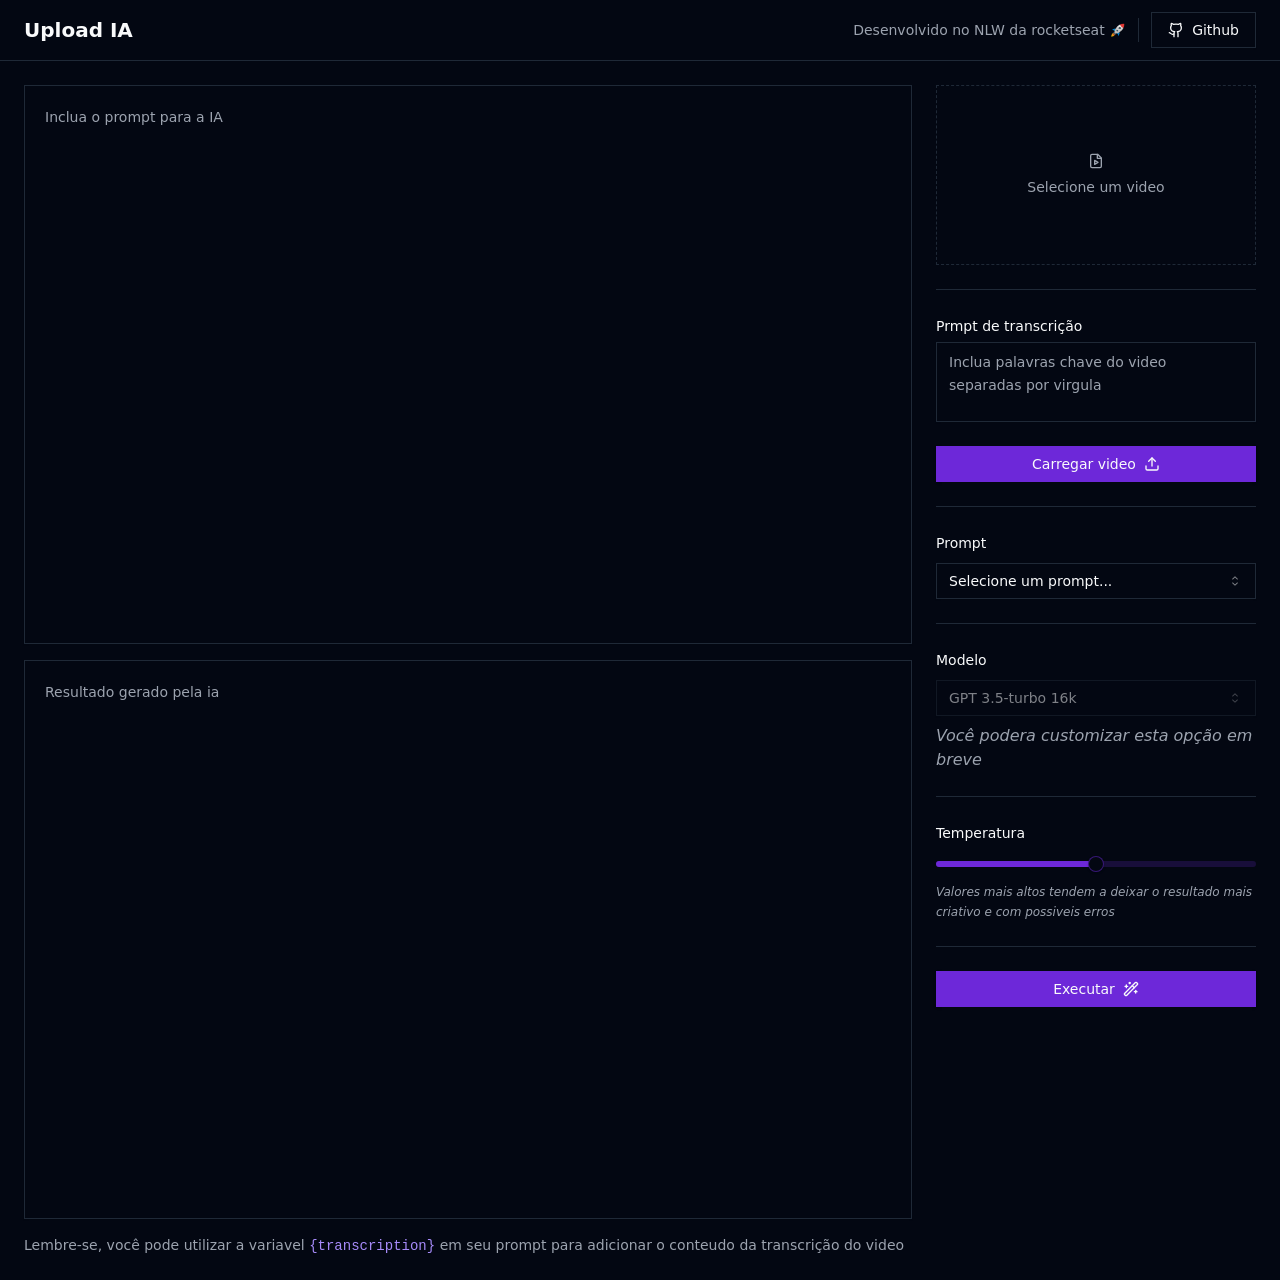 Upload IA
Desenvolvido no NLW da rocketseat 🚀
Github
Inclua o prompt para a IA
Resultado gerado pela ia
Lembre-se, você pode utilizar a variavel {transcription} em seu prompt para adicionar o conteudo da transcrição do video
Selecione um video
Prmpt de transcrição
Inclua palavras chave do video
separadas por virgula
Carregar video
Prompt
Selecione um prompt...
Modelo
GPT 3.5-turbo 16k
Você podera customizar esta opção em
breve
Temperatura
Valores mais altos tendem a deixar o resultado mais
criativo e com possiveis erros
Executar